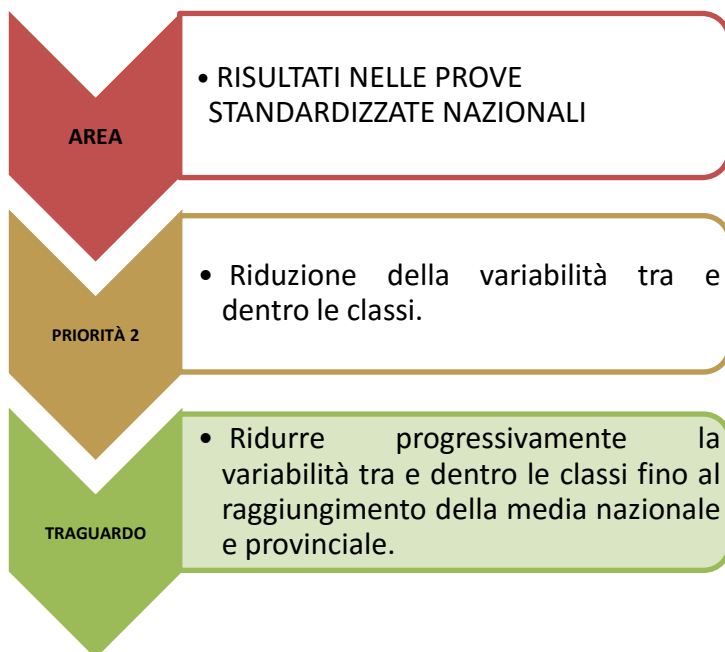 AREA
• RISULTATI NELLE PROVE
STANDARDIZZATE NAZIONALI
PRIORITÀ 2
• Riduzione della variabilità tra e
dentro le classi.
TRAGUARDO
• Ridurre progressivamente la
variabilità tra e dentro le classi fino al
raggiungimento della media nazionale
e provinciale.